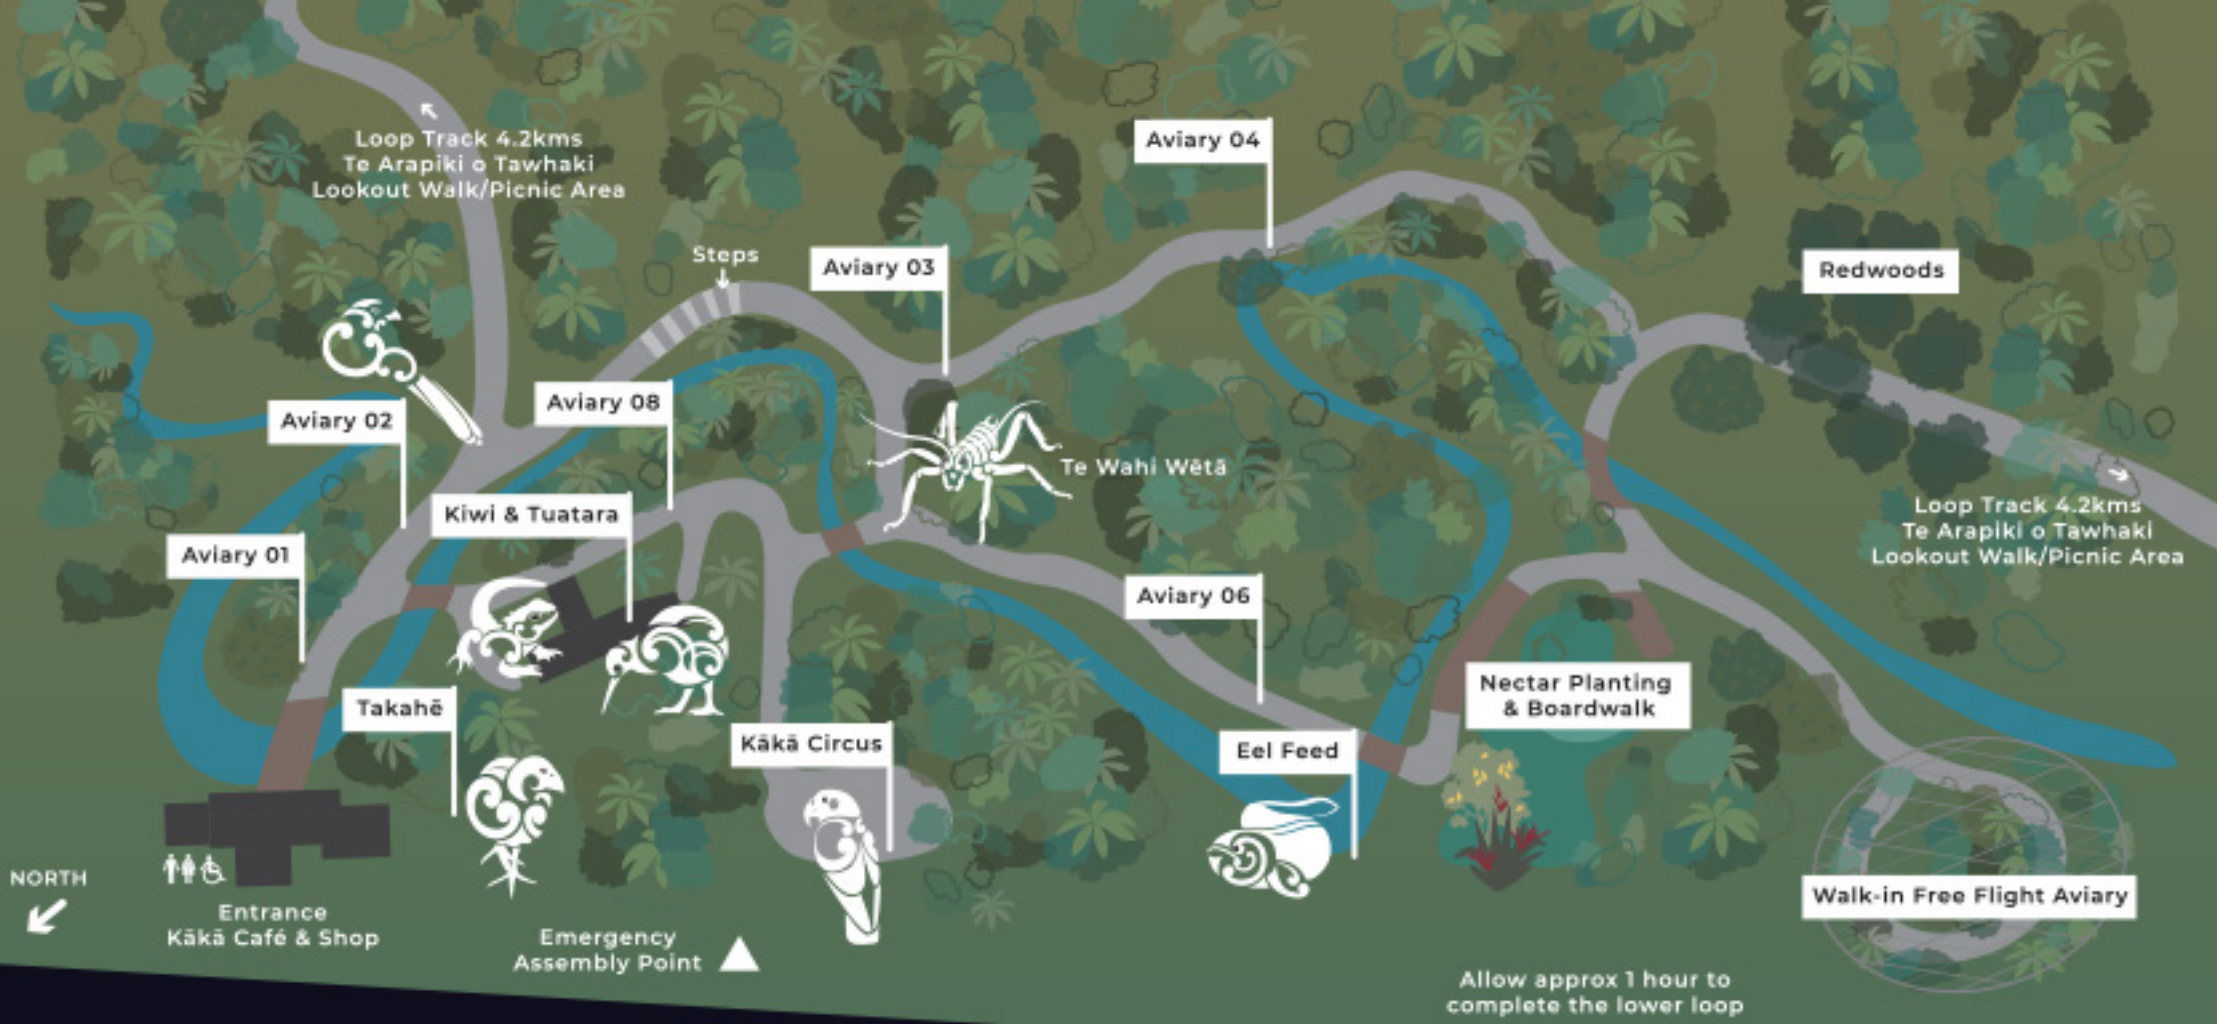 Loop Track 4.2kms
Te Arapiki o Tawhaki
Lookout Walk/Picnic Area
Aviary 04
Steps
Aviary 03
Redwoods
Aviary 08
Aviary 02
Te Wahi Wētā
Kiwi & Tuatara
Loop Track 4.2kms
Te Arapiki o Tawhaki
Lookout Walk/Picnic Area
Aviary 01
Aviary 06
Takahē
Nectar Planting
& Boardwalk
Kākā Circus
Eel Feed
NORTH
Walk-in Free Flight Aviary
Entrance
Kākā Café & Shop
Emergency
Assembly Point
Allow approx 1 hour to
complete the lower loop